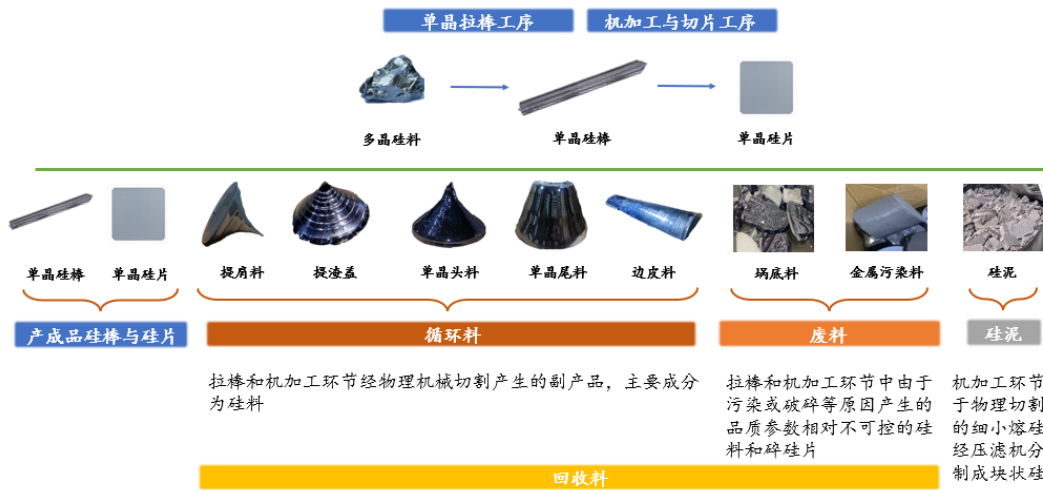 单晶拉棒工序
机加工与切片工序
多晶硅料
单晶硅棒
单晶硅片
单晶硅棒
单晶硅片
提肩料
提渣盖
单晶头料
单晶尾料
边皮料
埚底料
金属污染料
硅泥
产成品硅棒与硅片
循环料
废料
硅泥
拉棒和机加工环节经物理机械切割产生的副产品，主要成分
为硅料
拉棒和机加工环节中由于
污染或破碎等原因产生的
品质参数相对不可控的硅
料和碎硅片
机加工环节
于物理切割
的细小熔硅
经压滤机分
制成块状硅
回收料